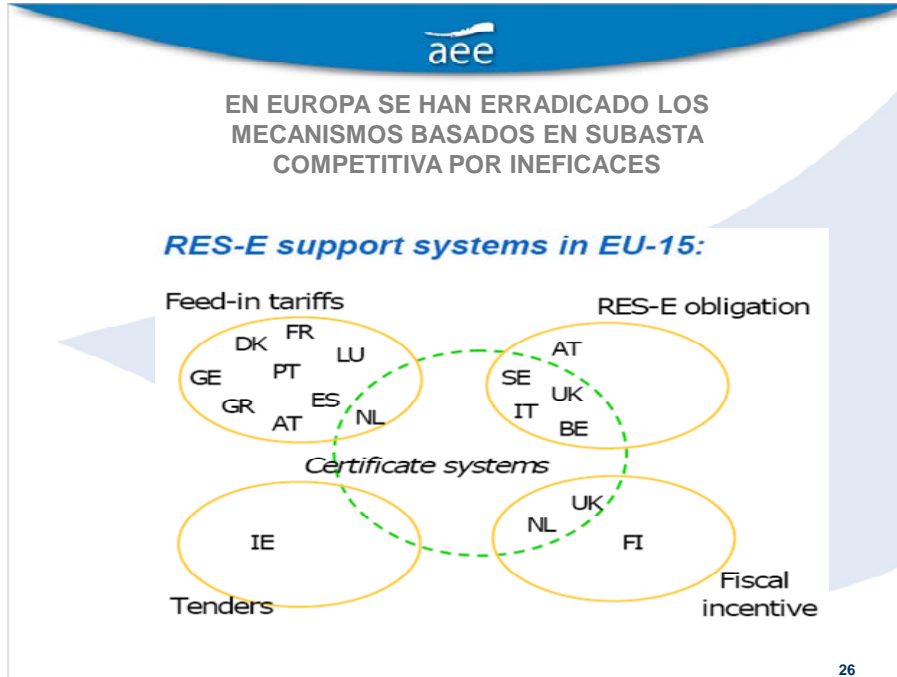 aee
EN EUROPA SE HAN ERRADICADO LOS
MECANISMOS BASADOS EN SUBASTA
COMPETITIVA POR INEFICACES
RES-E support systems in EU-15:
Feed-in tariffs
DK FR
LU
GE PT
GR ES
AT NL
RES-E obligation
AT
SE
UK
IT
BE
Certificate systems
IE
Tenders
UK
NL
FI
Fiscal
incentive
26